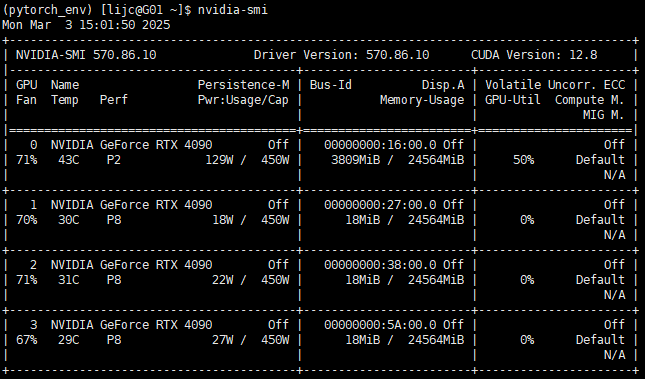 (pytorch_env) [lijc@G01 ~]$ nvidia-smi
Mon Mar  3 15:01:50 2025
+-----------------------------------------------------------------------------------------+
| NVIDIA-SMI 570.86.10              Driver Version: 570.86.10      CUDA Version: 12.8     |
|-----------------------------------------+------------------------+----------------------+
| GPU  Name                 Persistence-M | Bus-Id          Disp.A | Volatile Uncorr. ECC |
| Fan  Temp   Perf          Pwr:Usage/Cap |           Memory-Usage | GPU-Util  Compute M. |
|                                         |                        |               MIG M. |
|=========================================+========================+======================|
|   0  NVIDIA GeForce RTX 4090        Off |   00000000:16:00.0 Off |                  Off |
| 71%   43C    P2            129W /  450W |    3809MiB /  24564MiB |     50%      Default |
|                                         |                        |                  N/A |
+-----------------------------------------+------------------------+----------------------+
|   1  NVIDIA GeForce RTX 4090        Off |   00000000:27:00.0 Off |                  Off |
| 70%   30C    P8             18W /  450W |      18MiB /  24564MiB |      0%      Default |
|                                         |                        |                  N/A |
+-----------------------------------------+------------------------+----------------------+
|   2  NVIDIA GeForce RTX 4090        Off |   00000000:38:00.0 Off |                  Off |
| 71%   31C    P8             22W /  450W |      18MiB /  24564MiB |      0%      Default |
|                                         |                        |                  N/A |
+-----------------------------------------+------------------------+----------------------+
|   3  NVIDIA GeForce RTX 4090        Off |   00000000:5A:00.0 Off |                  Off |
| 67%   29C    P8             27W /  450W |      18MiB /  24564MiB |      0%      Default |
|                                         |                        |                  N/A |
+-----------------------------------------+------------------------+----------------------+